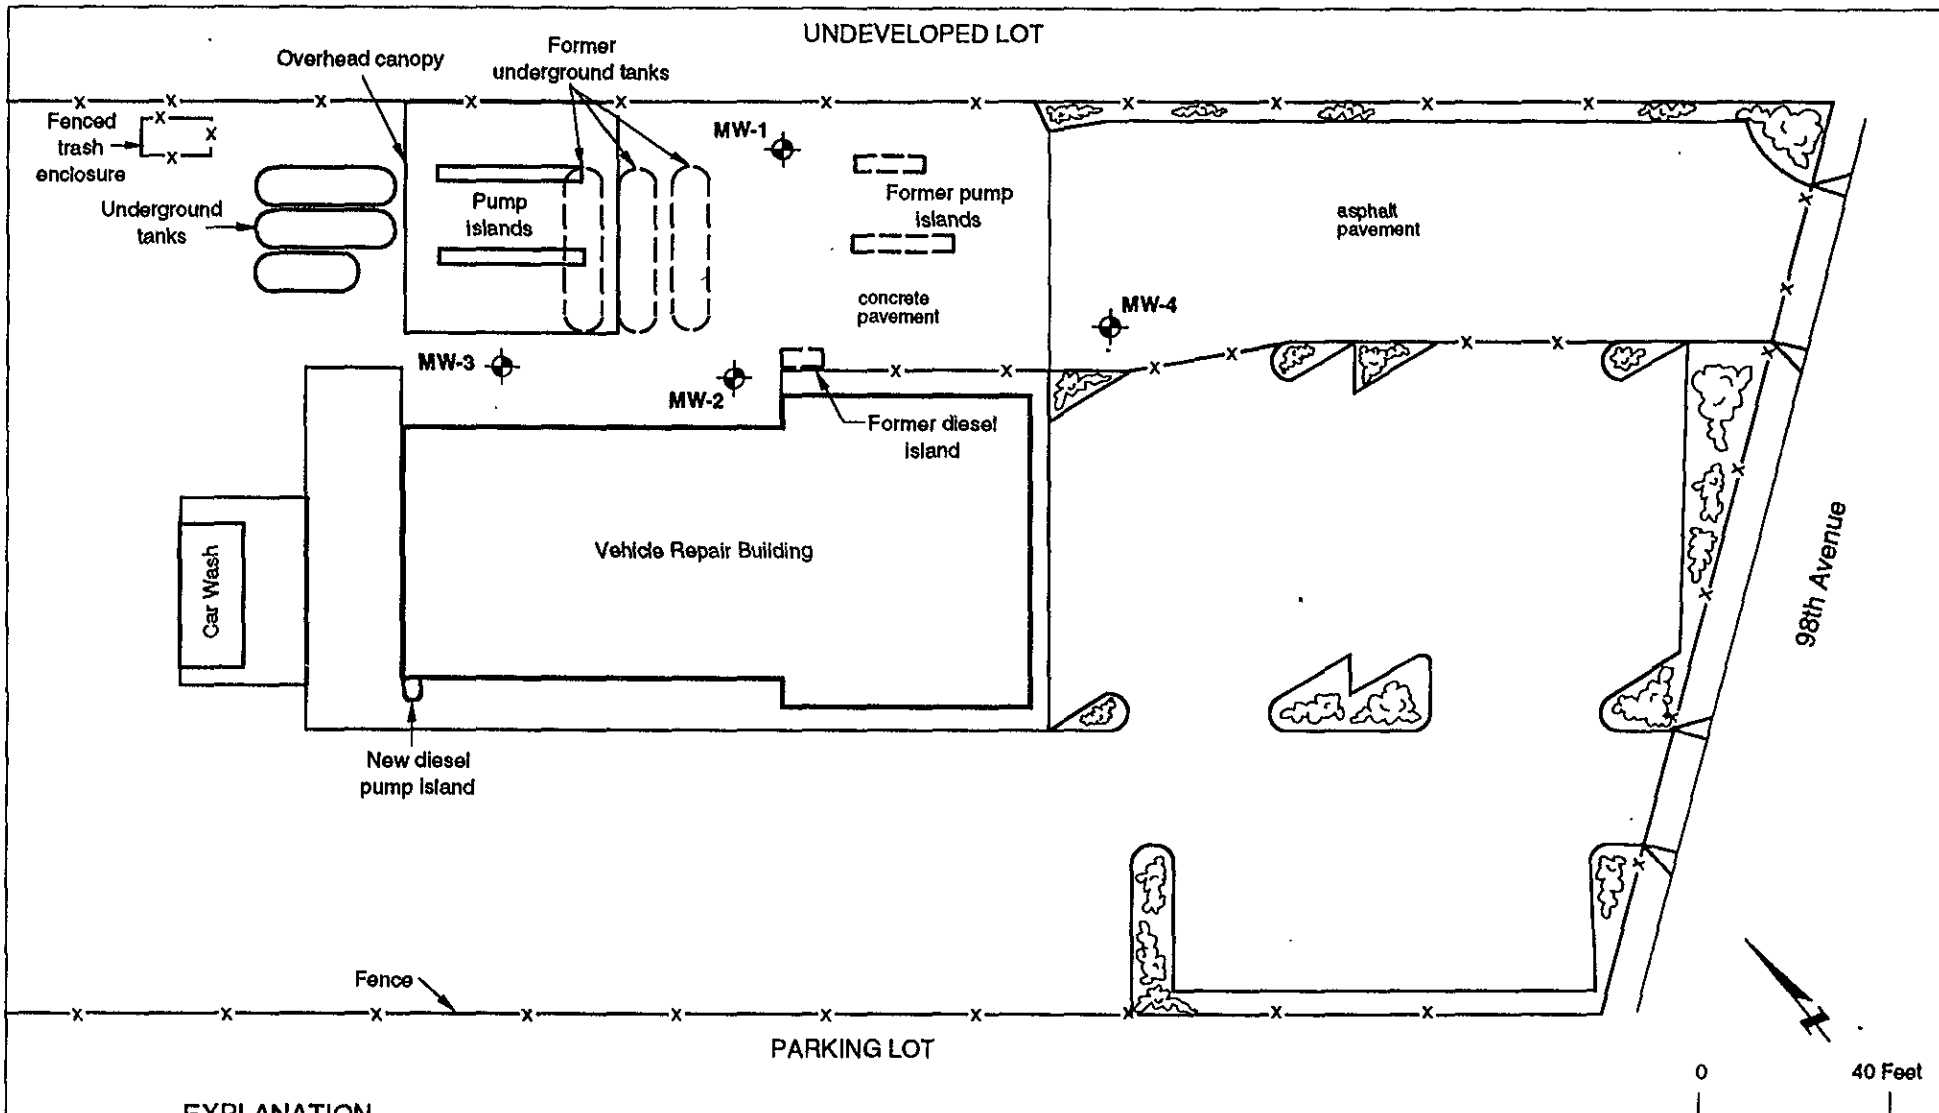 UNDEVELOPED LOT
Overhead canopy
Former
underground tanks
Fenced
trash
enclosure
MW-1
Underground
tanks
Pump
islands
Former pump
islands
asphalt
pavement
concrete
pavement
MW-4
MW-3
MW-2
Former diesel
island
Vehicle Repair Building
Car Wash
98th Avenue
New diesel
pump island
Fence
PARKING LOT
0 40 Feet
EXPLANATION